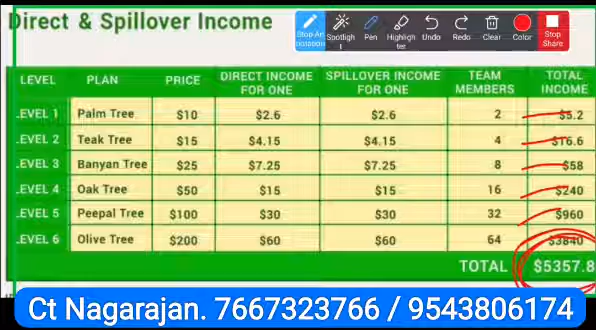 Direct & Spillover Income
Stop An
notation
Spotligh
t
Pen
Highligh
ter
Undo
Redo
Clear
Color
Stop
Share
LEVEL PLAN PRICE DIRECT INCOME FOR ONE SPILLOVER INCOME FOR ONE TEAM MEMBERS TOTAL INCOME
LEVEL 1 Palm Tree $10 $2.6 $2.6 2 $5.2
LEVEL 2 Teak Tree $15 $4.15 $4.15 4 $16.6
LEVEL 3 Banyan Tree $25 $7.25 $7.25 8 $58
LEVEL 4 Oak Tree $50 $15 $15 16 $240
LEVEL 5 Peepal Tree $100 $30 $30 32 $960
LEVEL 6 Olive Tree $200 $60 $60 64 $3840
TOTAL $5357.8
Ct Nagarajan. 7667323766 / 9543806174